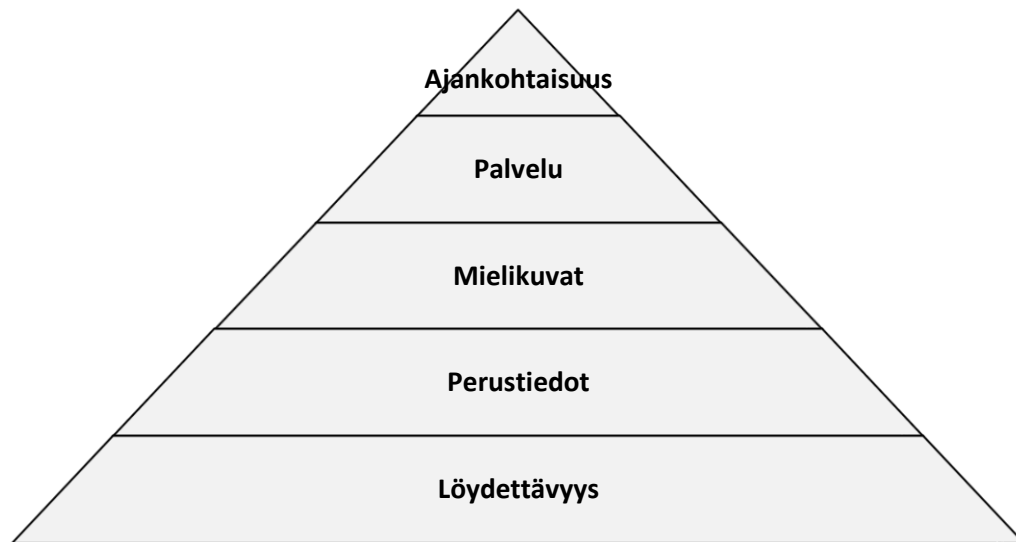 Ajankohtaisuus
Palvelu
Mielikuvat
Perustiedot
Löydettävyys